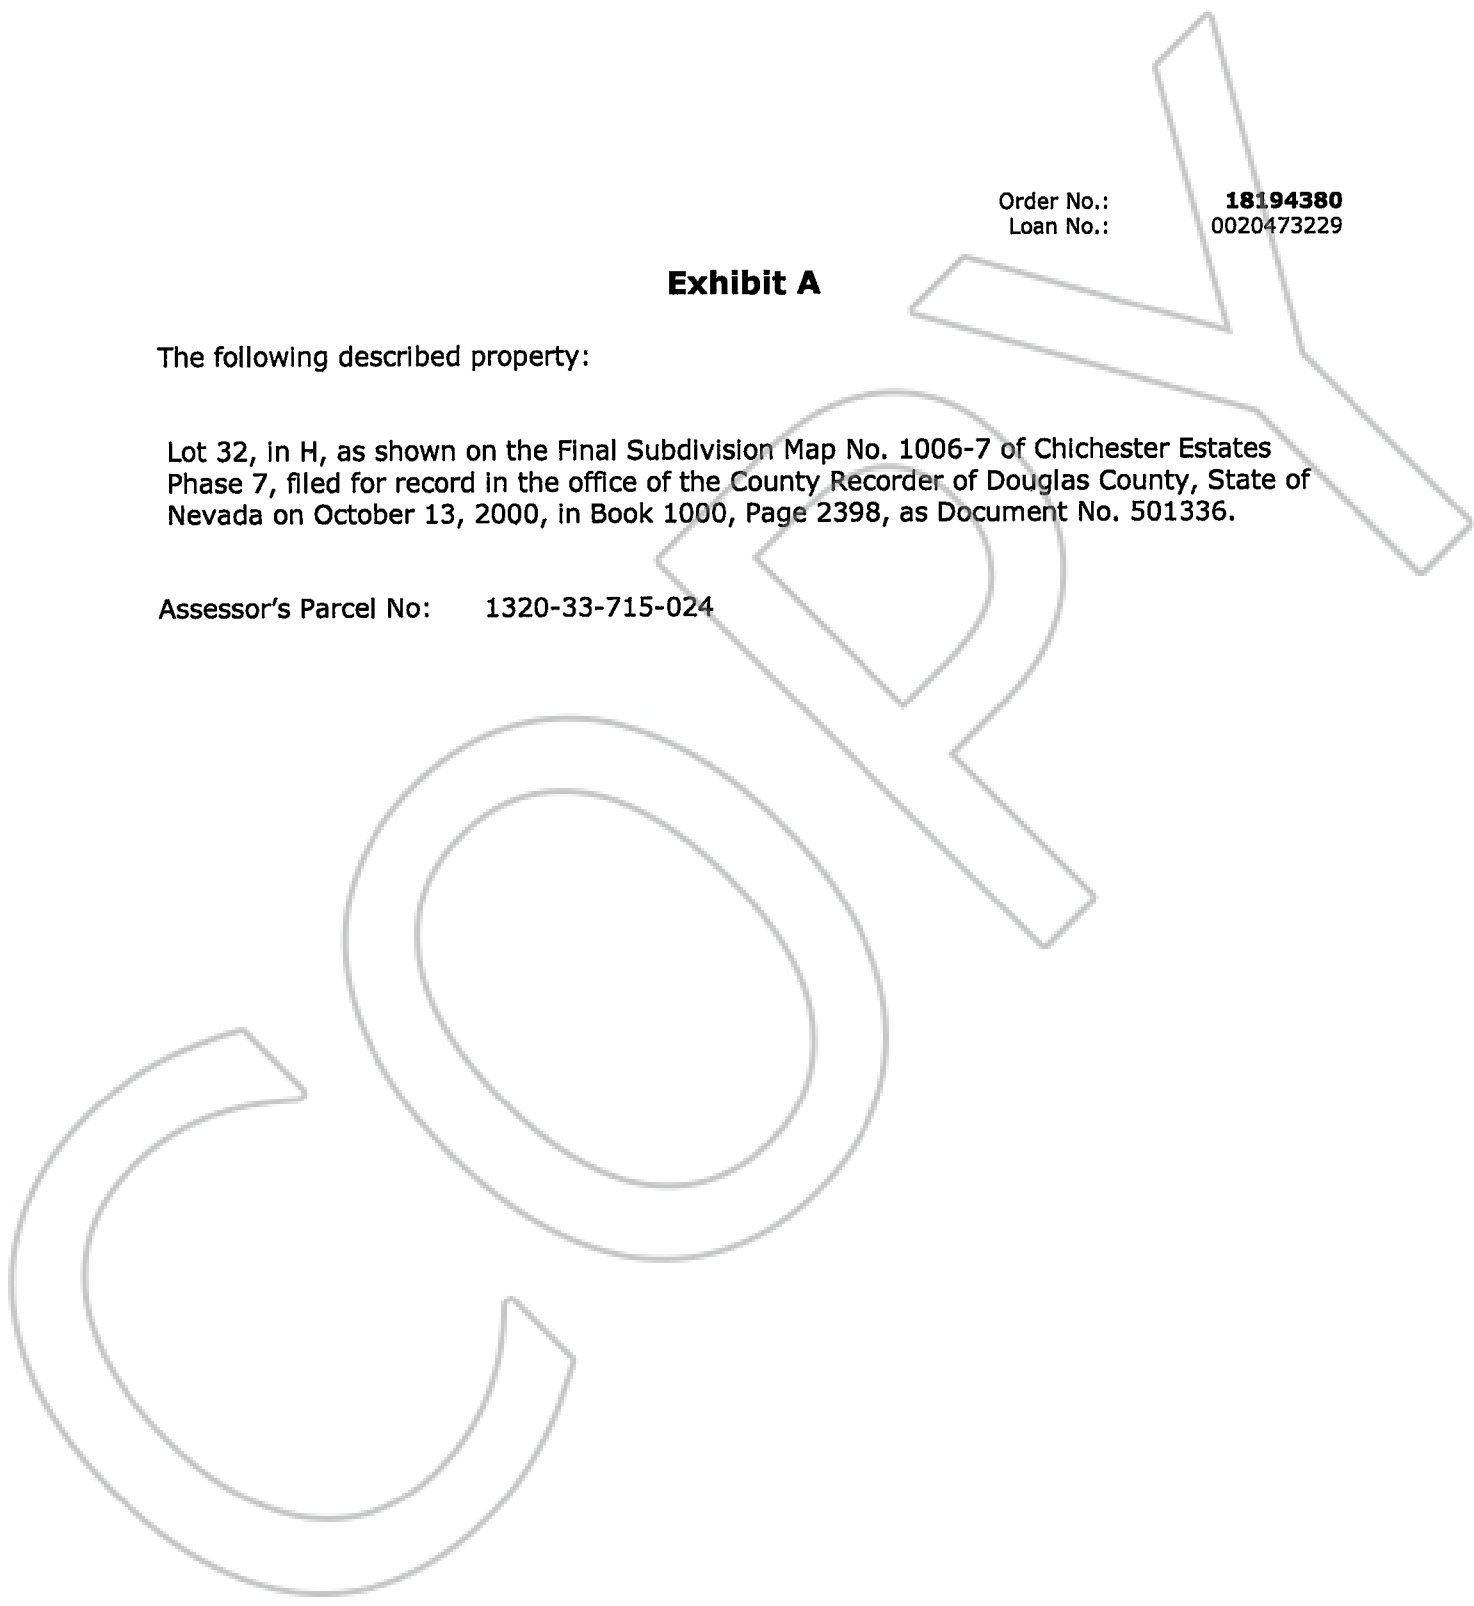 Order No.: 18194380
Loan No.: 0020473229
Exhibit A
The following described property:
Lot 32, in H, as shown on the Final Subdivision Map No. 1006-7 of Chichester Estates
Phase 7, filed for record in the office of the County Recorder of Douglas County, State of
Nevada on October 13, 2000, in Book 1000, Page 2398, as Document No. 501336.
Assessor's Parcel No: 1320-33-715-024
COPY